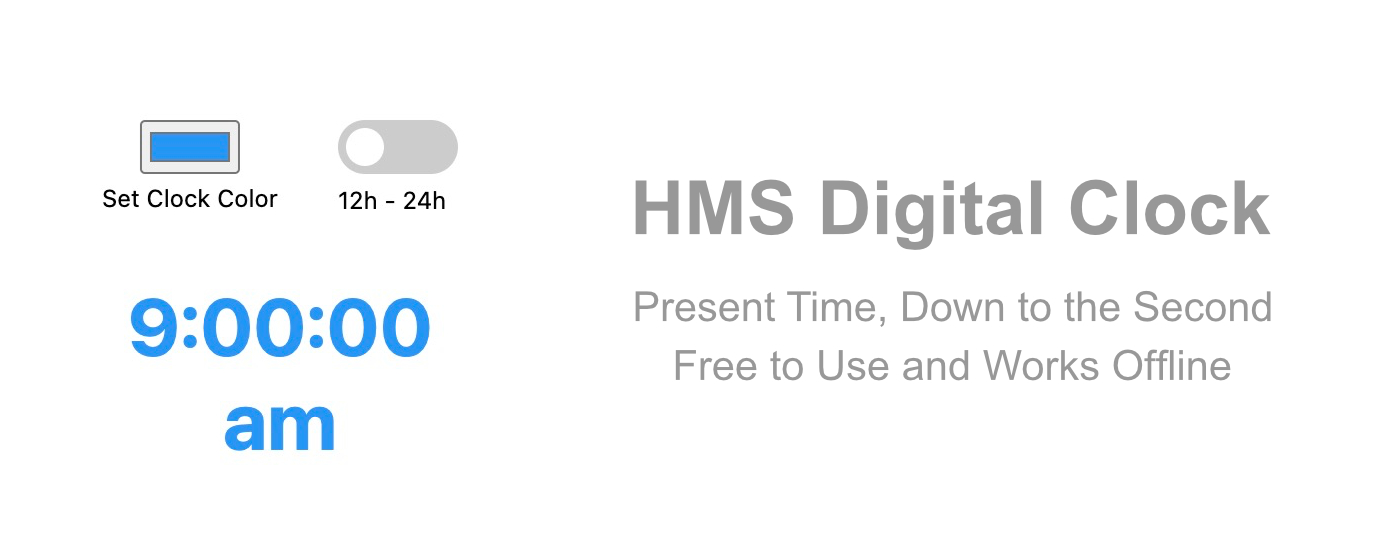 Set Clock Color
12h - 24h
9:00:00
am
HMS Digital Clock
Present Time, Down to the Second
Free to Use and Works Offline